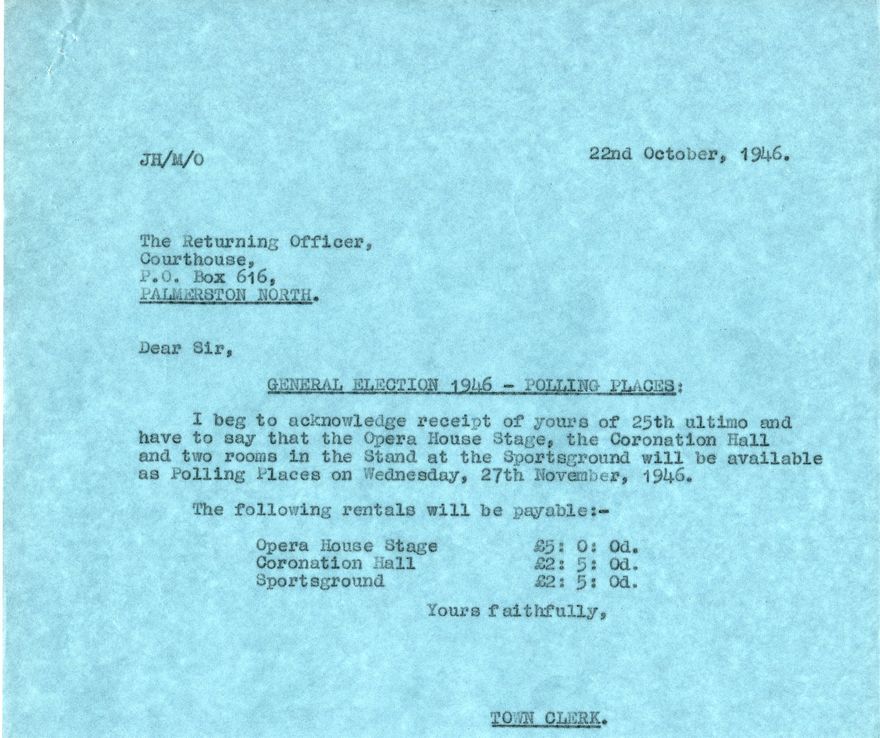 JH/M/O
22nd October, 1946.
The Returning Officer,
Courthouse,
P.O. Box 616,
PALMERSTON NORTH.
Dear Sir,
GENERAL ELECTION 1946 - POLLING PLACES:
I beg to acknowledge receipt of yours of 25th ultimo and
have to say that the Opera House Stage, the Coronation Hall
and two rooms in the Stand at the Sportsground will be available
as Polling Places on Wednesday, 27th November, 1946.
The following rentals will be payable:-
Opera House Stage £5: 0: 0d.
Coronation Hall £2: 5: 0d.
Sportsground £2: 5: 0d.
Yours faithfully,
TOWN CLERK.